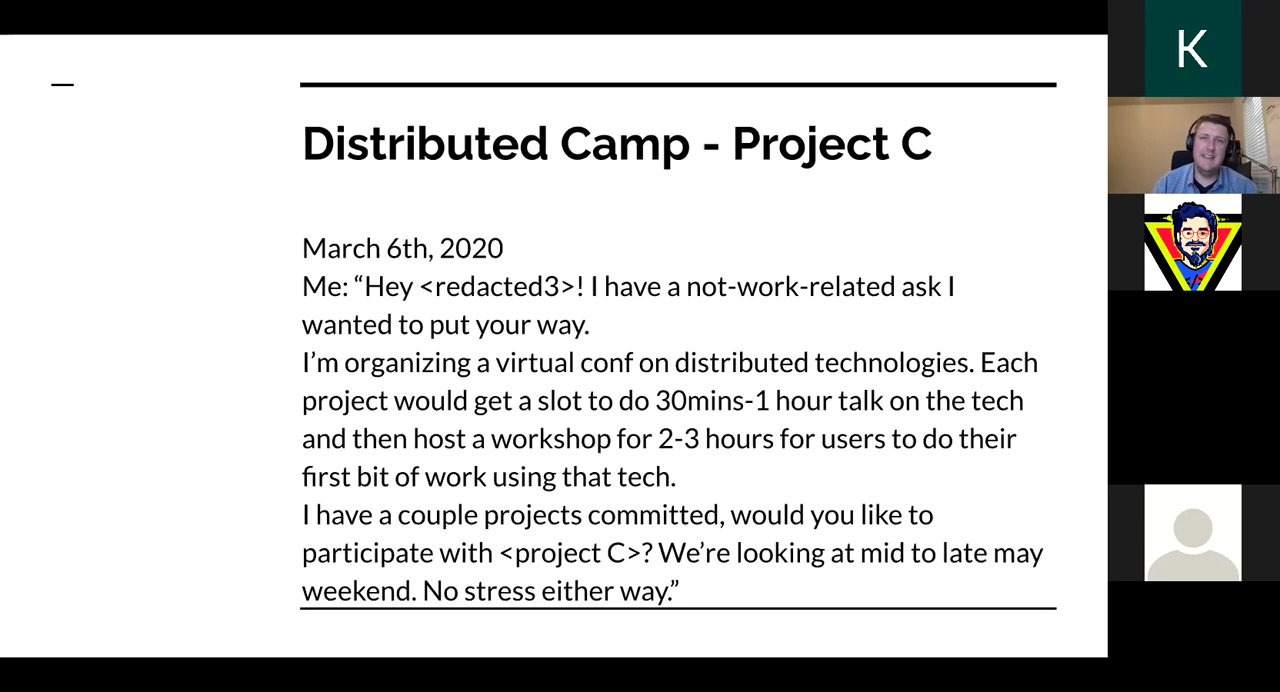 Distributed Camp - Project C
March 6th, 2020
Me: “Hey <redacted3>! I have a not-work-related ask I
wanted to put your way.
I’m organizing a virtual conf on distributed technologies. Each
project would get a slot to do 30mins-1 hour talk on the tech
and then host a workshop for 2-3 hours for users to do their
first bit of work using that tech.
I have a couple projects committed, would you like to
participate with <project C>? We’re looking at mid to late may
weekend. No stress either way.”
K